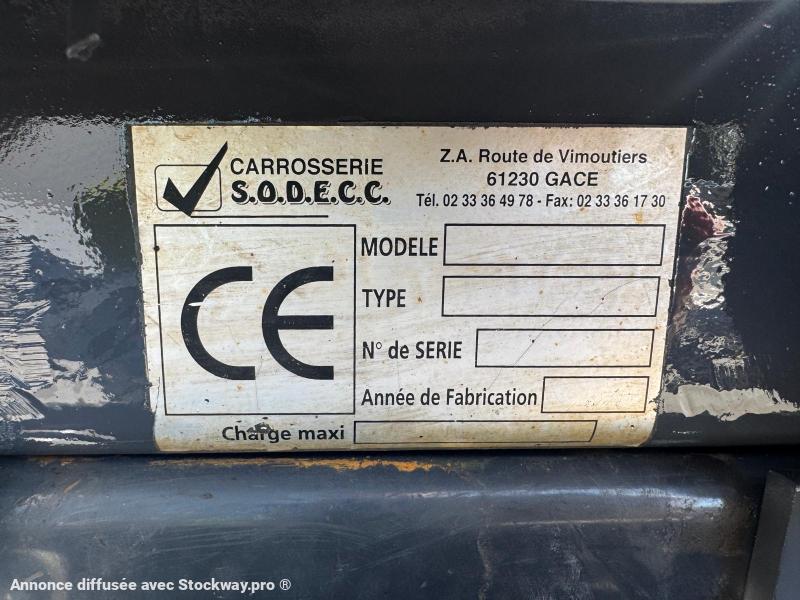 CARROSSERIE
S.O.D.E.C.C.
Z.A. Route de Vimoutiers
61230 GACE
Tél. 02 33 36 49 78 - Fax: 02 33 36 17 30
CE
MODELE
TYPE
N° de SERIE
Année de Fabrication
Charge maxi
Annonce diffusée avec Stockway.pro ®